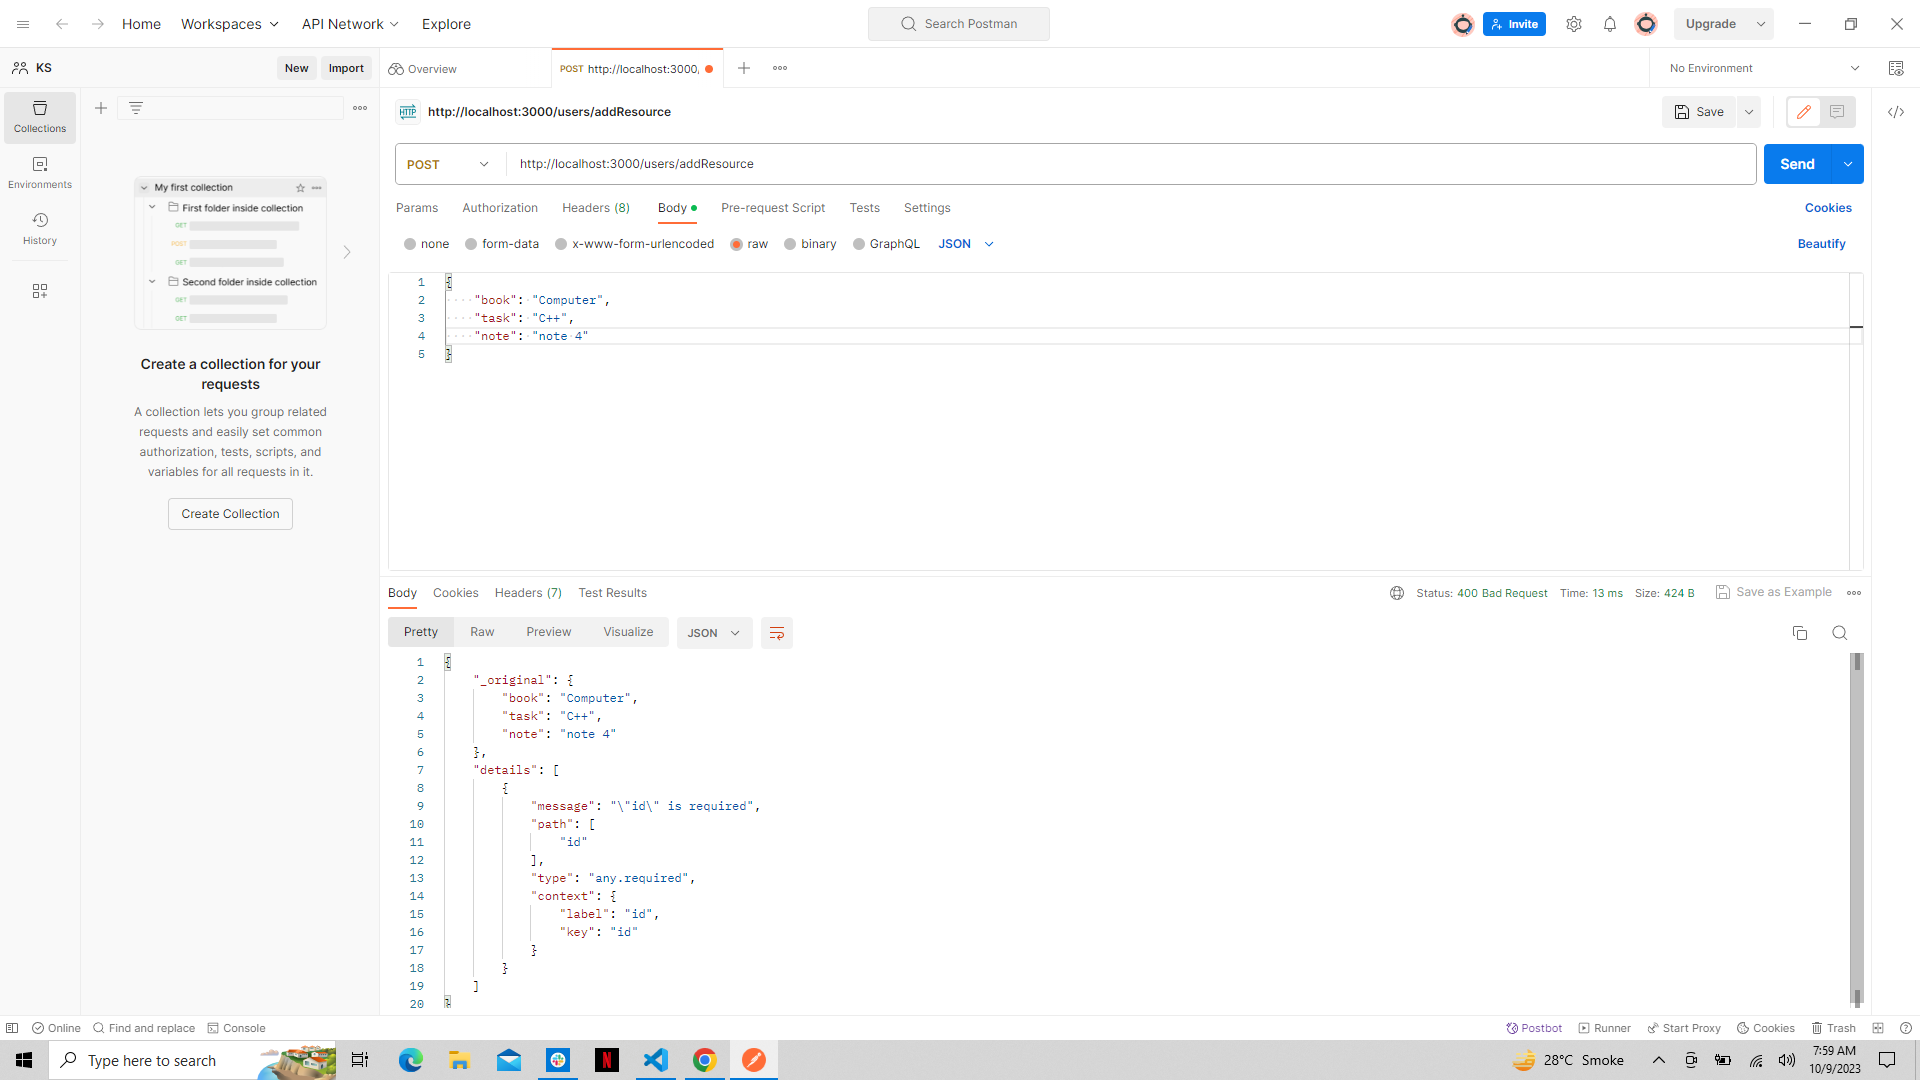 Home
Workspaces
API Network
Explore
Search Postman
Invite
Upgrade
KS
New
Import
Overview
POST http://localhost:3000,
No Environment
Collections
Environments
History
My first collection
First folder inside collection
GET
POST
GET
Second folder inside collection
GET
GET
Create a collection for your
requests
A collection lets you group related
requests and easily set common
authorization, tests, scripts, and
variables for all requests in it.
Create Collection
HTTP
http://localhost:3000/users/addResource
Save
POST
http://localhost:3000/users/addResource
Send
Params
Authorization
Headers (8)
Body
Pre-request Script
Tests
Settings
Cookies
none
form-data
x-www-form-urlencoded
raw
binary
GraphQL
JSON
Beautify
1 {
2 "book": "Computer",
3 "task": "C++",
4 "note": "note 4"
5 }
Body
Cookies
Headers (7)
Test Results
Status: 400 Bad Request
Time: 13 ms
Size: 424 B
Save as Example
Pretty
Raw
Preview
Visualize
JSON
1 {
2 "_original": {
3 "book": "Computer",
4 "task": "C++",
5 "note": "note 4"
6 },
7 "details": [
8 {
9 "message": "\"id\" is required",
10 "path": [
11 "id"
12 ],
13 "type": "any.required",
14 "context": {
15 "label": "id",
16 "key": "id"
17 }
18 }
19 ]
20 }
Online
Find and replace
Console
Postbot
Runner
Start Proxy
Cookies
Trash
Type here to search
N
28°C Smoke
7:59 AM
10/9/2023